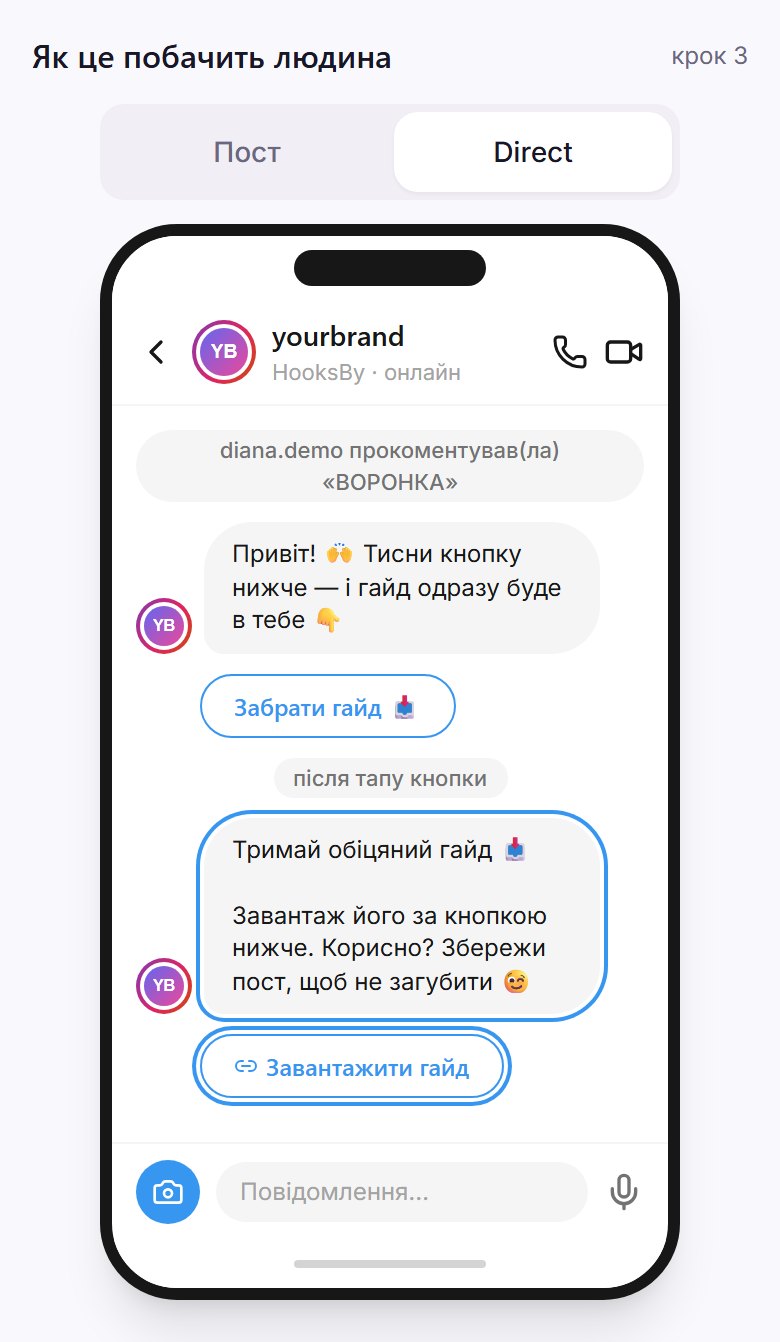 Як це побачить людина
крок 3
Пост
Direct
YB
yourbrand
HooksBy · онлайн
diana.demo прокоментував(ла)
«ВОРОНКА»
Привіт! 🙌 Тисни кнопку
нижче — і гайд одразу буде
в тебе 👇
YB
Забрати гайд 📥
після тапу кнопки
Тримай обіцяний гайд 📥
Завантаж його за кнопкою
нижче. Корисно? Збережи
пост, щоб не загубити 😉
YB
Завантажити гайд
Повідомлення...